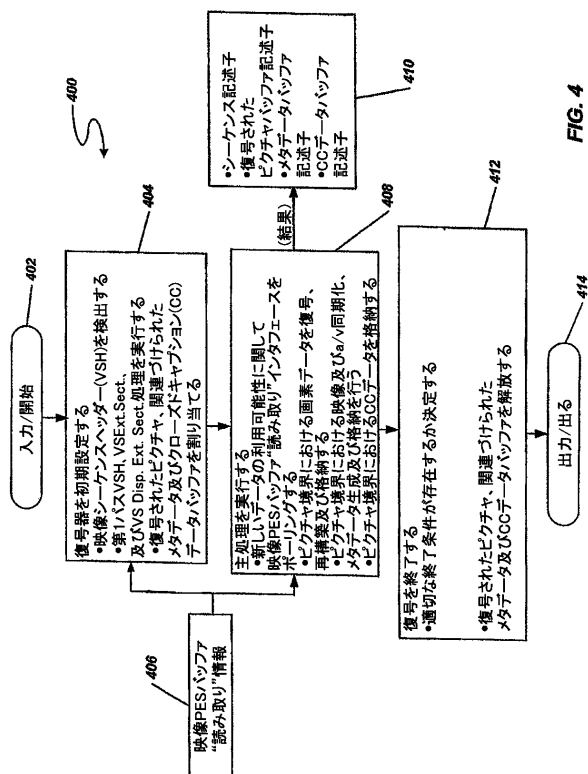 400
402
入力/開始
404
復号器を初期設定する
•映像シーケンスヘッダー(VSH)を検出する
•第1パスVSH, VSExt.Sect.,
及びVS Disp. Ext. Sect.処理を実行する
•復号されたピクチャ、関連づけられた
メタデータ及びクローズドキャプション(CC)
データバッファを割り当てる
406
映像PESバッファ
“読み取り”情報
408
主処理を実行する
•新しいデータの利用可能性に関して
映像PESバッファ“読み取り”インタフェースを
ポーリングする
•ピクチャ境界における画素データを復号、
再構築及び格納する
•ピクチャ境界における映像及びa/v同期化、
メタデータ生成及び格納を行う
•ピクチャ境界におけるCCデータを格納する
(結果)
410
•シーケンス記述子
•復号された
ピクチャバッファ記述子
•メタデータバッファ
記述子
•CCデータバッファ
記述子
412
復号を終了する
•適切な終了条件が存在するか決定する
•復号されたピクチャ、関連づけられた
メタデータ及びCCデータバッファを解放する
414
出力/出る
FIG. 4